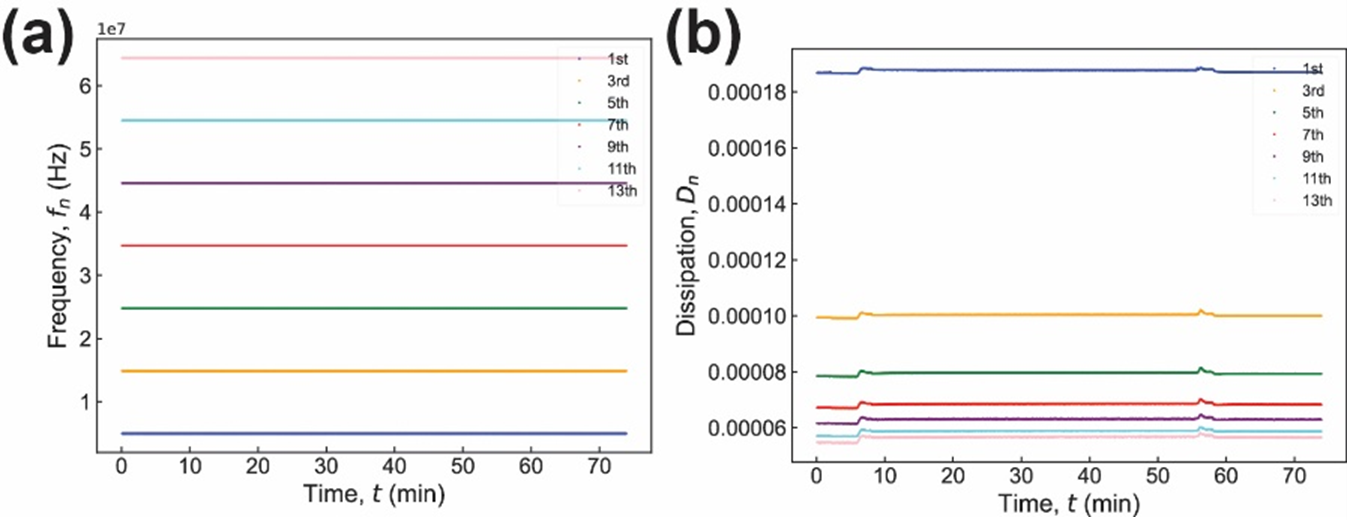 (a)
1e7
Frequency, fn (Hz)
6
5
4
3
2
1
0 10 20 30 40 50 60 70
Time, t (min)
1st
3rd
5th
7th
9th
11th
13th
(b)
Dissipation, Dn
0.00018
0.00016
0.00014
0.00012
0.00010
0.00008
0.00006
0 10 20 30 40 50 60 70
Time, t (min)
1st
3rd
5th
7th
9th
11th
13th